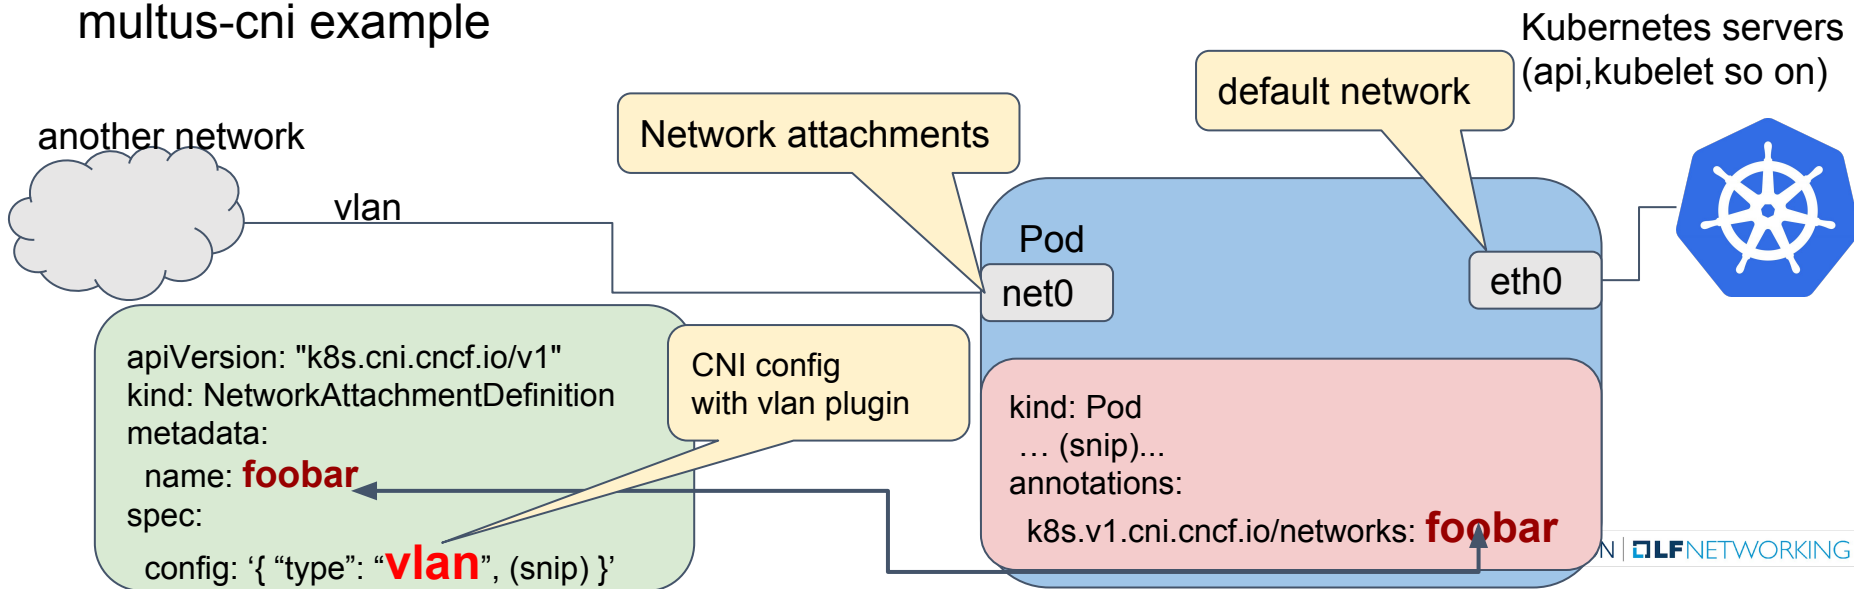 multus-cni example
Kubernetes servers
(api,kubelet so on)
default network
Network attachments
another network
vlan
Pod
net0
eth0
apiVersion: "k8s.cni.cncf.io/v1"
kind: NetworkAttachmentDefinition
metadata:
name: foobar
spec:
config: ‘{ “type”: “vlan”, (snip) }’
CNI config
with vlan plugin
kind: Pod
… (snip)...
annotations:
k8s.v1.cni.cncf.io/networks: foobar
N | LFNETWORKING